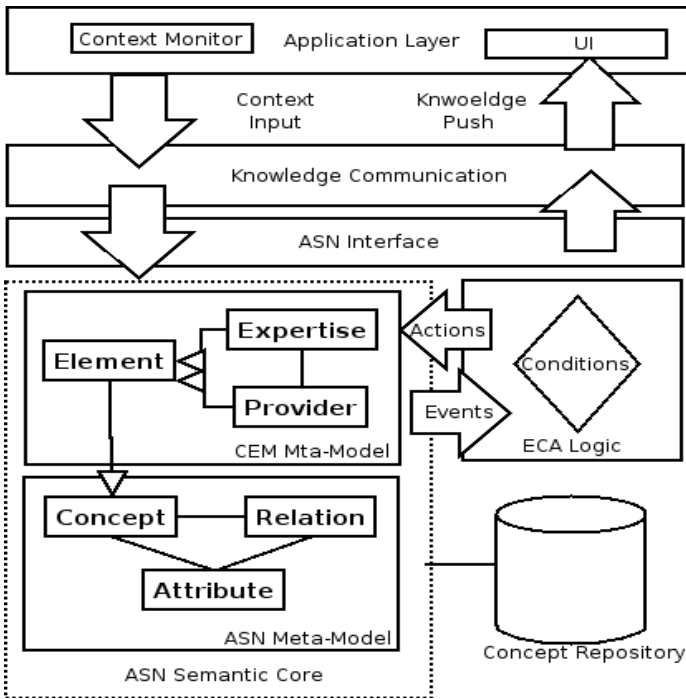 Context Monitor
Application Layer
UI
Context
Input
Knwoeldge
Push
Knowledge Communication
ASN Interface
Expertise
Element
Provider
CEM Mta-Model
Actions
Conditions
Events
ECA Logic
Concept
Relation
Attribute
ASN Meta-Model
ASN Semantic Core
Concept Repository